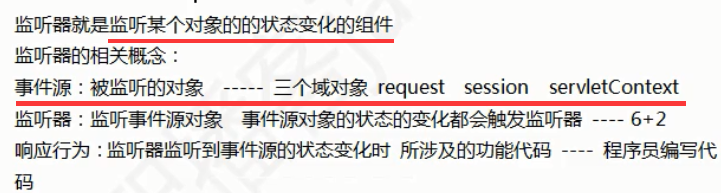 监听器就是监听某个对象的的状态变化的组件
监听器的相关概念：
事件源：被监听的对象 ----- 三个域对象 request session servletContext
监听器：监听事件源对象 事件源对象的状态的变化都会触发监听器 ---- 6+2
响应行为：监听器监听到事件源的状态变化时 所涉及的功能代码 ---- 程序员编写代
码